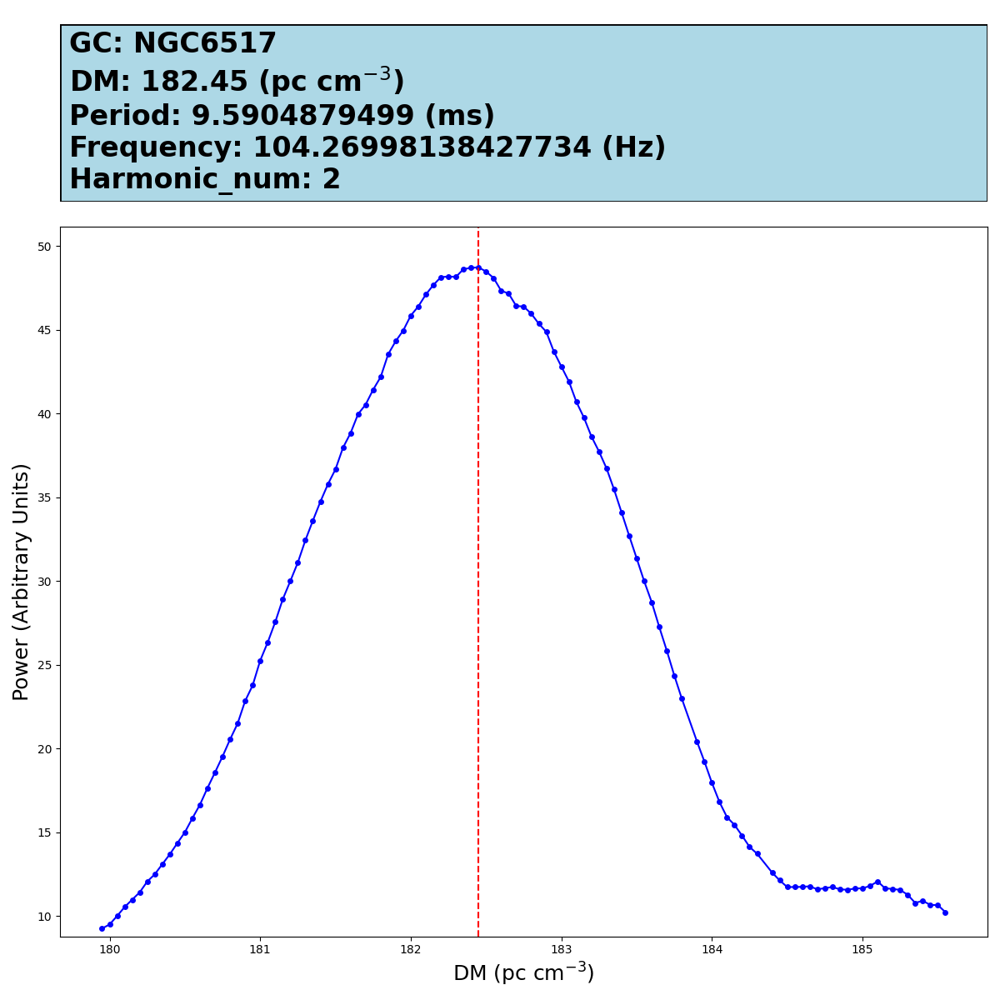 GC: NGC6517
DM: 182.45 (pc cm⁻³)
Period: 9.5904879499 (ms)
Frequency: 104.26998138427734 (Hz)
Harmonic_num: 2
50
45
40
35
30
25
20
15
10
Power (Arbitrary Units)
180 181 182 183 184 185
DM (pc cm⁻³)